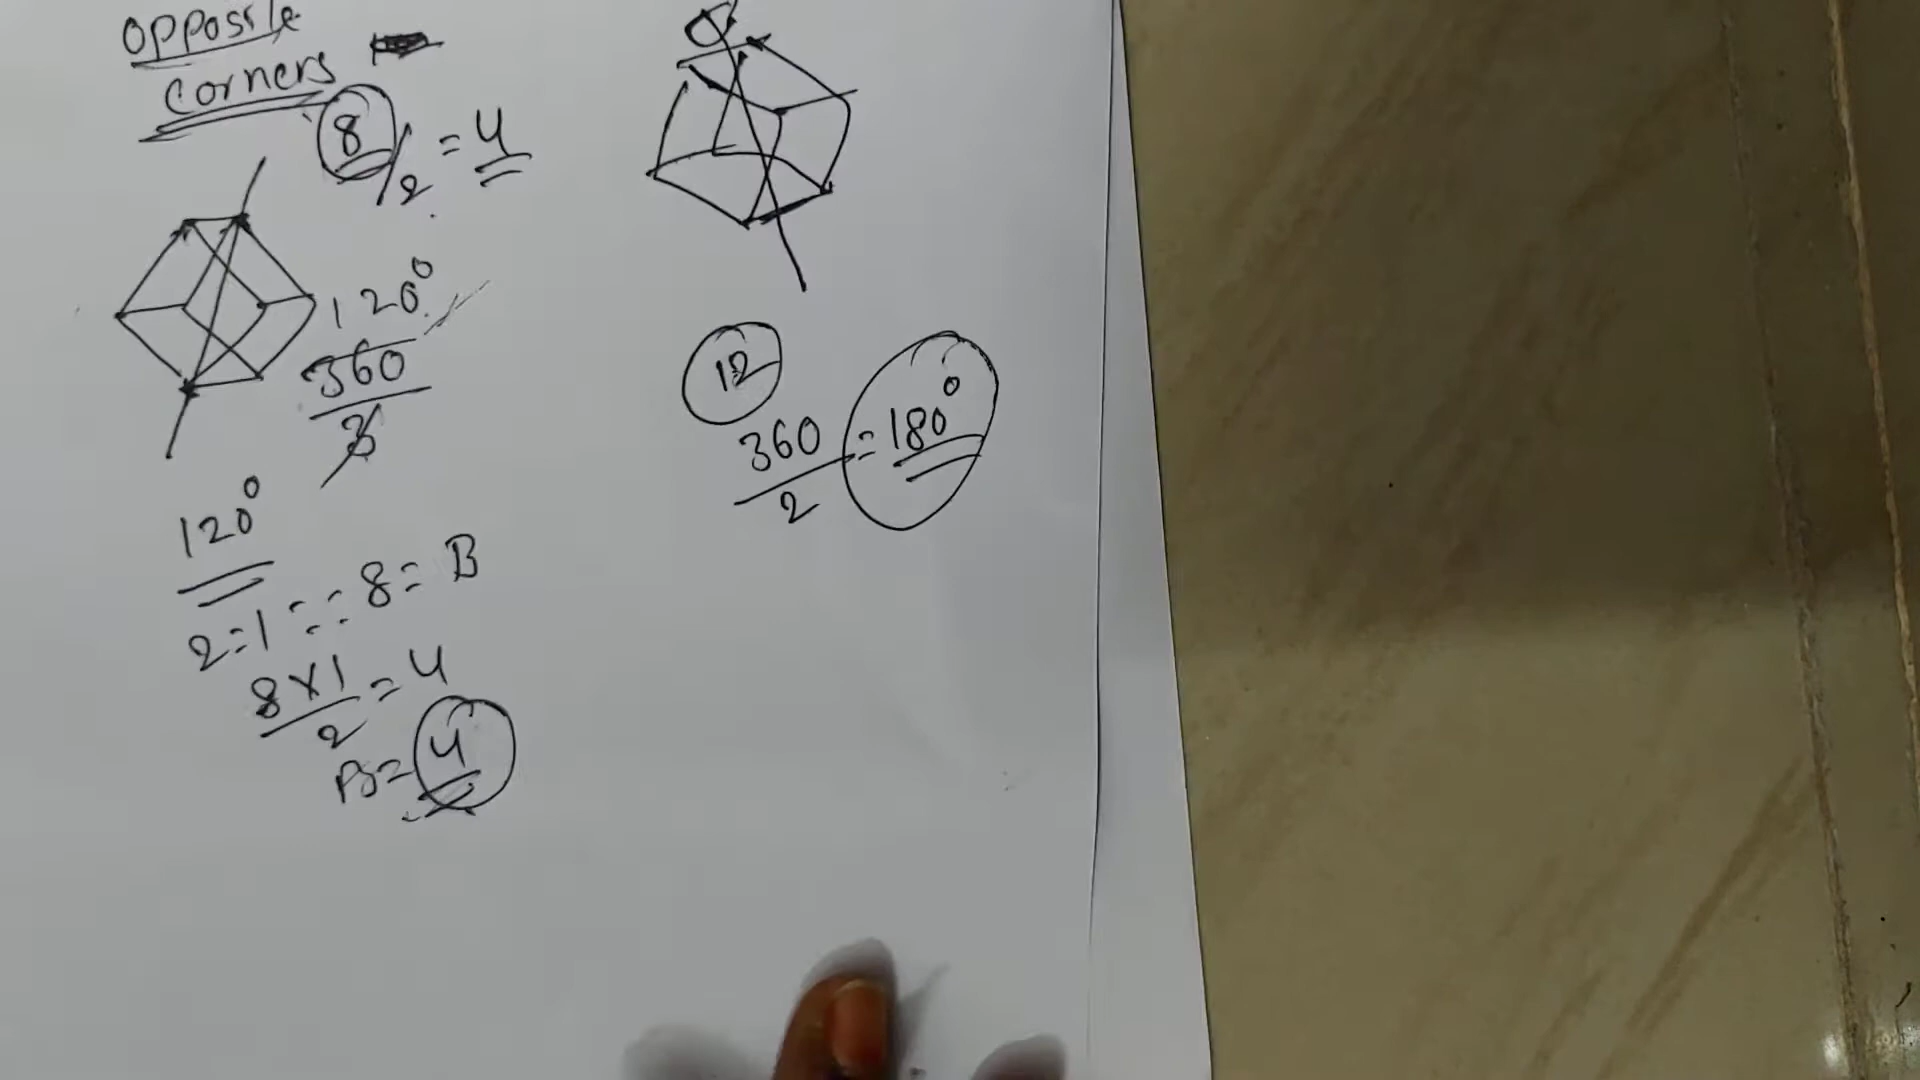 opposite
corners
8/2 = 4
120°
360
3
120°
2=1 :: 8= B
8×1/2 = 4
B= 4
12
360/2 = 180°